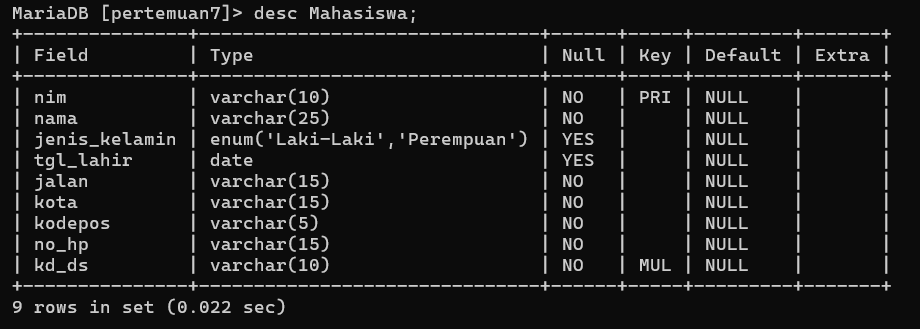 MariaDB [pertemuan7]> desc Mahasiswa;
+---------------+-------------------------------+------+-----+---------+-------+
| Field         | Type                          | Null | Key | Default | Extra |
+---------------+-------------------------------+------+-----+---------+-------+
| nim           | varchar(10)                   | NO   | PRI | NULL    |       |
| nama          | varchar(25)                   | NO   |     | NULL    |       |
| jenis_kelamin | enum('Laki-Laki','Perempuan') | YES  |     | NULL    |       |
| tgl_lahir     | date                          | YES  |     | NULL    |       |
| jalan         | varchar(15)                   | NO   |     | NULL    |       |
| kota          | varchar(15)                   | NO   |     | NULL    |       |
| kodepos       | varchar(5)                    | NO   |     | NULL    |       |
| no_hp         | varchar(15)                   | NO   |     | NULL    |       |
| kd_ds         | varchar(10)                   | NO   | MUL | NULL    |       |
+---------------+-------------------------------+------+-----+---------+-------+
9 rows in set (0.022 sec)